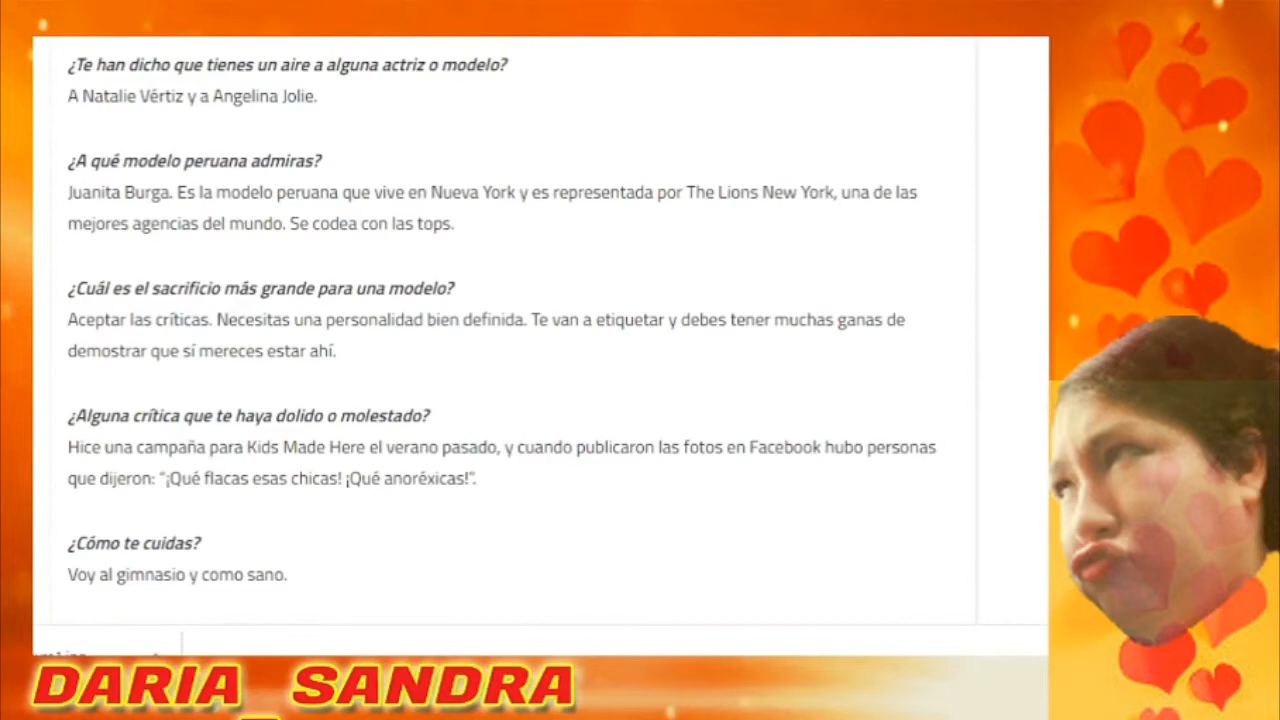 ¿Te han dicho que tienes un aire a alguna actriz o modelo?
A Natalie Vértiz y a Angelina Jolie.
¿A qué modelo peruana admiras?
Juanita Burga. Es la modelo peruana que vive en Nueva York y es representada por The Lions New York, una de las
mejores agencias del mundo. Se codea con las tops.
¿Cuál es el sacrificio más grande para una modelo?
Aceptar las críticas. Necesitas una personalidad bien definida. Te van a etiquetar y debes tener muchas ganas de
demostrar que sí mereces estar ahí.
¿Alguna crítica que te haya dolido o molestado?
Hice una campaña para Kids Made Here el verano pasado, y cuando publicaron las fotos en Facebook hubo personas
que dijeron: “¡Qué flacas esas chicas! ¡Qué anoréxicas!”.
¿Cómo te cuidas?
Voy al gimnasio y como sano.
DARIA SANDRA